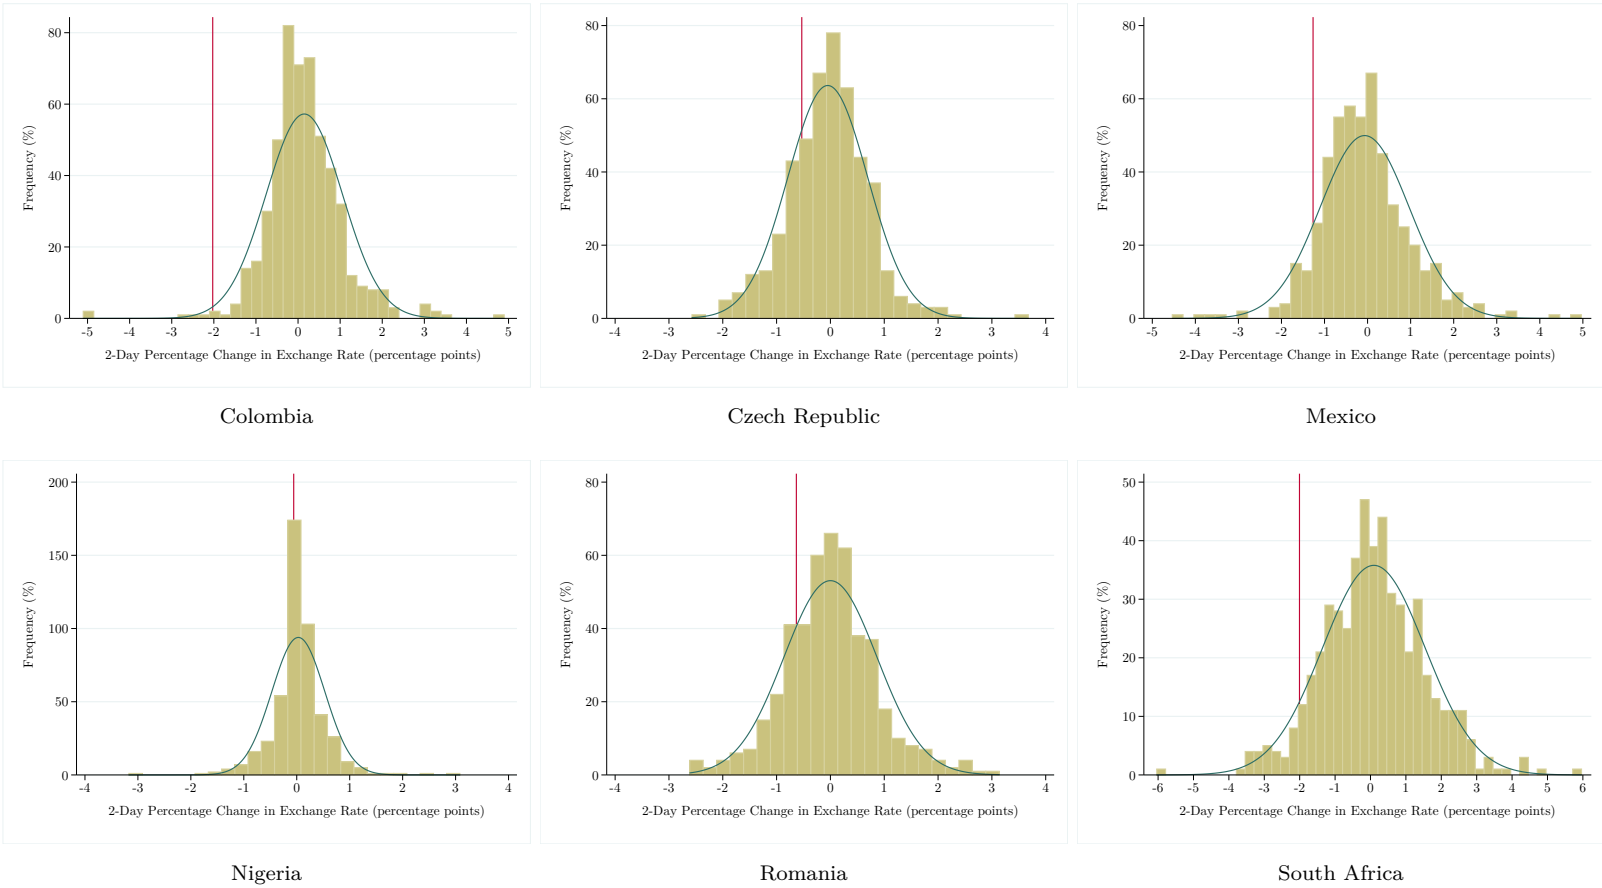 80
60
40
20
0
Frequency (%)
-5 -4 -3 -2 -1 0 1 2 3 4 5
2-Day Percentage Change in Exchange Rate (percentage points)
Colombia
80
60
40
20
0
Frequency (%)
-4 -3 -2 -1 0 1 2 3 4
2-Day Percentage Change in Exchange Rate (percentage points)
Czech Republic
80
60
40
20
0
Frequency (%)
-5 -4 -3 -2 -1 0 1 2 3 4 5
2-Day Percentage Change in Exchange Rate (percentage points)
Mexico
200
150
100
50
0
Frequency (%)
-4 -3 -2 -1 0 1 2 3 4
2-Day Percentage Change in Exchange Rate (percentage points)
Nigeria
80
60
40
20
0
Frequency (%)
-4 -3 -2 -1 0 1 2 3 4
2-Day Percentage Change in Exchange Rate (percentage points)
Romania
50
40
30
20
10
0
Frequency (%)
-6 -5 -4 -3 -2 -1 0 1 2 3 4 5 6
2-Day Percentage Change in Exchange Rate (percentage points)
South Africa